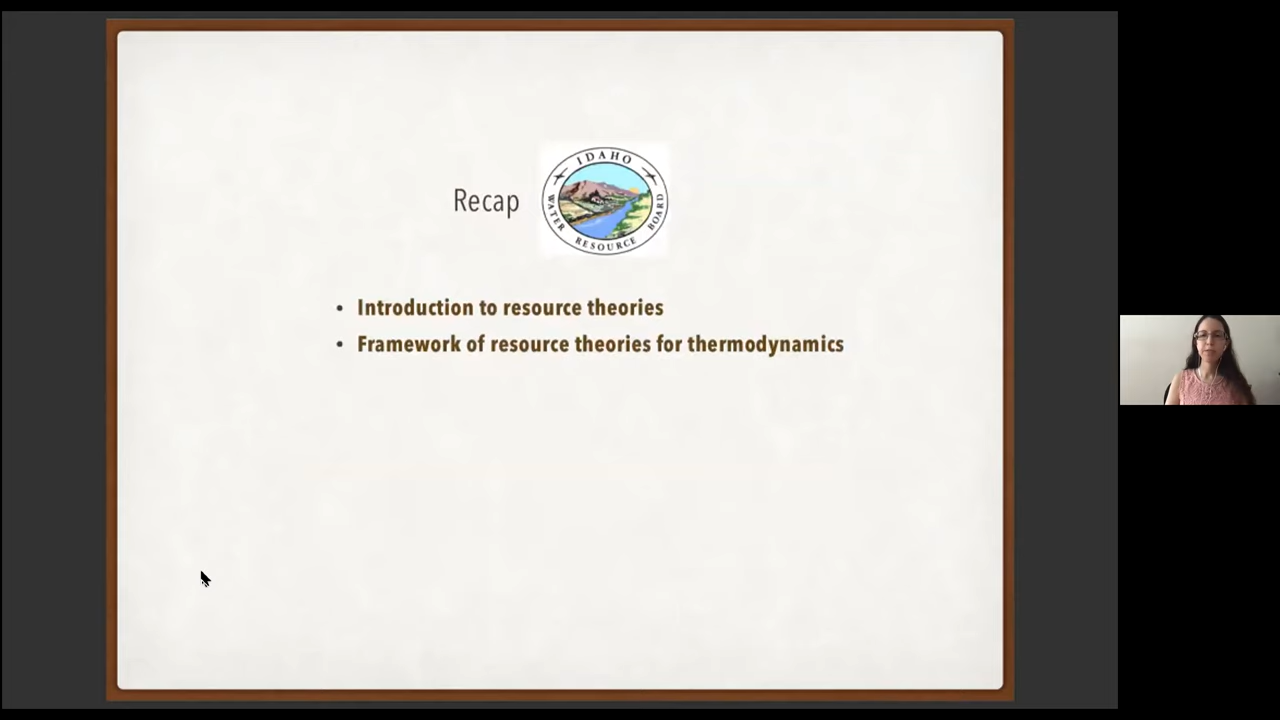 Recap
IDAHO
WATER RESOURCE BOARD
• Introduction to resource theories
• Framework of resource theories for thermodynamics